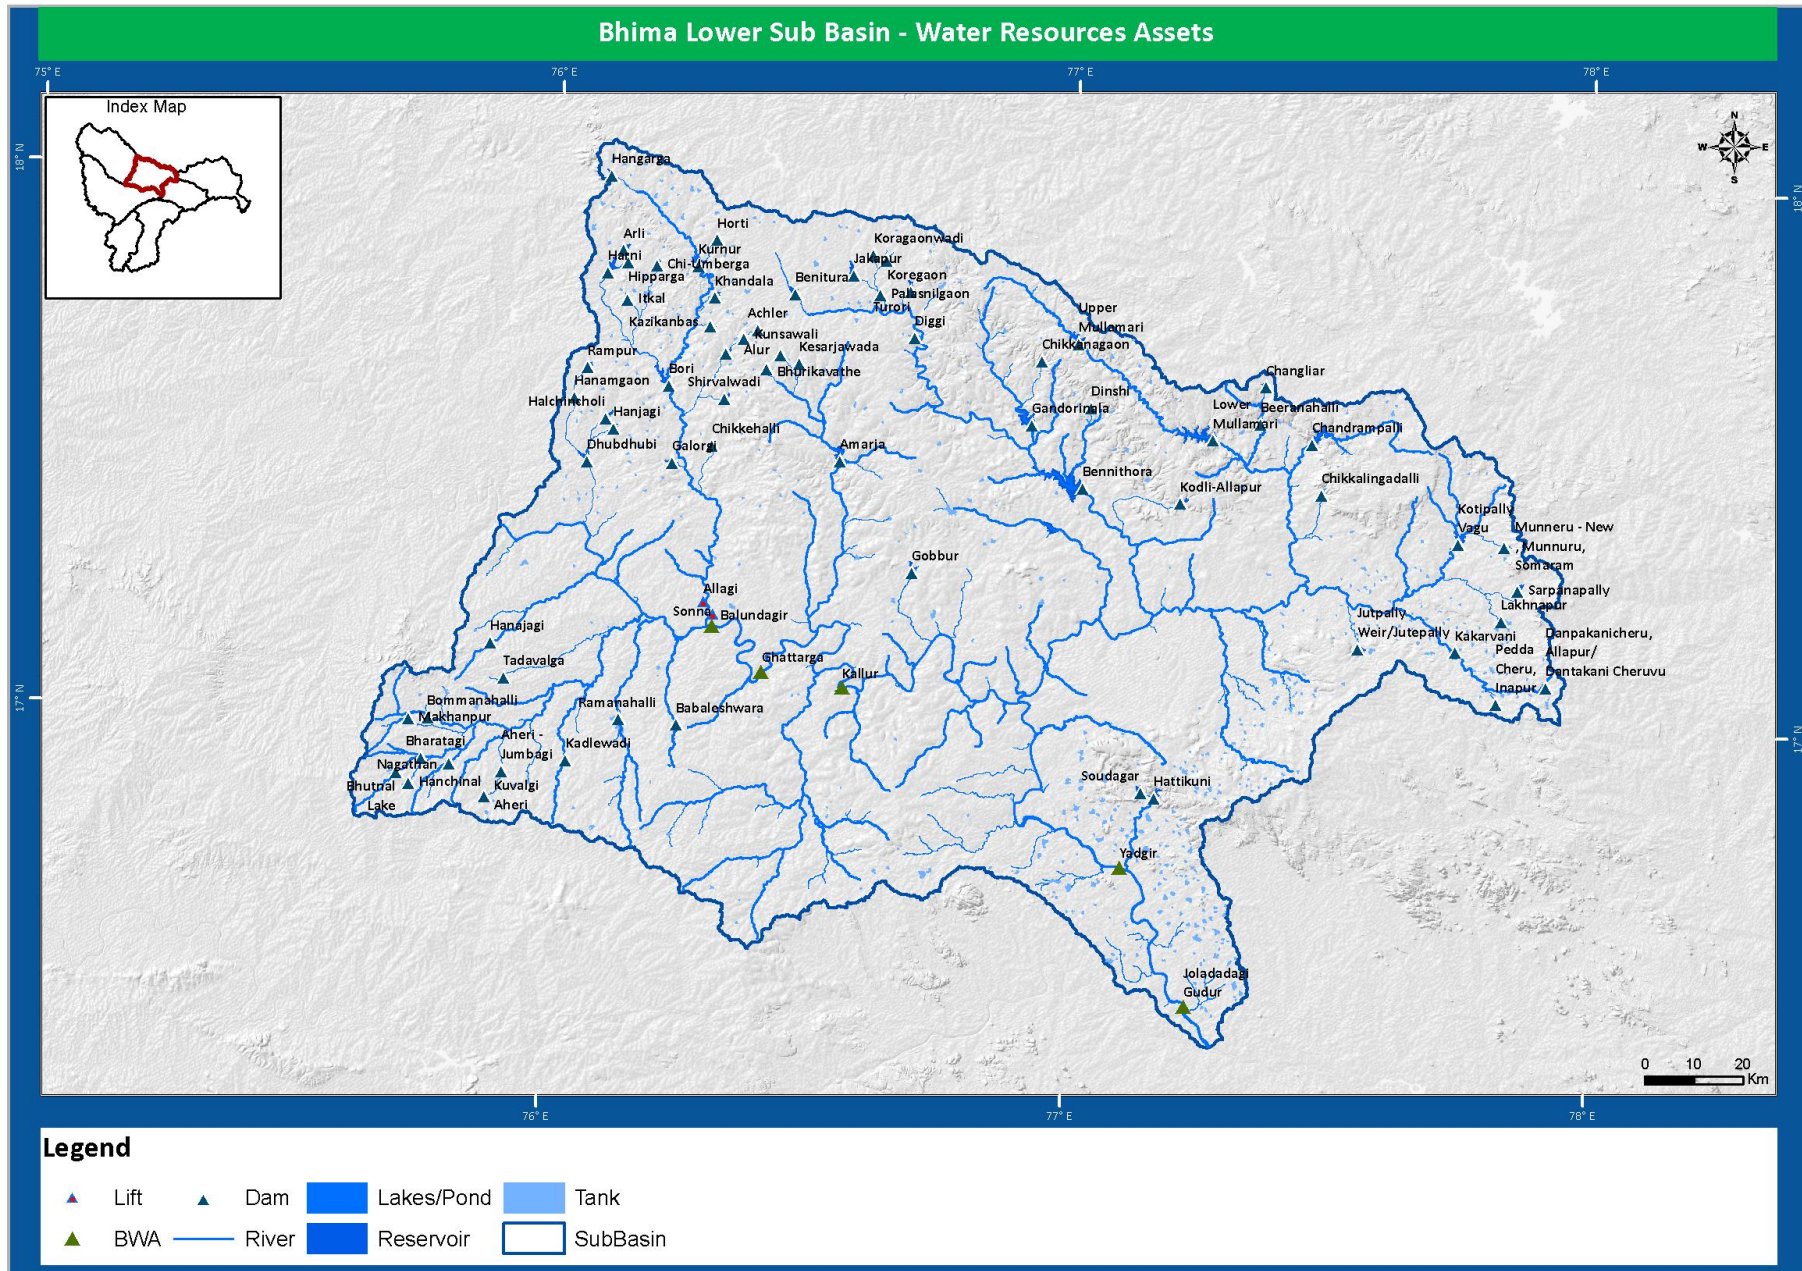 Bhima Lower Sub Basin - Water Resources Assets
75° E
76° E
77° E
78° E
Index Map
N
W
E
S
18° N
18° N
Hangarga
Horti
Arli
Kurnur
Koragaonwadi
Harni
Chi-Umberga
Jakapur
Hipparga
Khandala
Benitura
Koregaon
Itkal
Palasnilgaon
Turori
Upper
Mullamari
Kazikanbas
Achler
Diggi
Kunsawali
Chikkanagaon
Rampur
Alur
Kesarjawada
Bori
Bhurikavathe
Changliar
Hanamgaon
Shirvalwadi
Dinshi
Halchincholi
Hanjagi
Gandorinala
Lower
Mullamari
Beeranahalli
Chikkehalli
Chandrampalli
Dhubdhubi
Galorgi
Amarja
Bennithora
Kodli-Allapur
Chikkalingadalli
Kotipally
Vagu
Munneru - New
, Munnuru,
Somaram
Gobbur
Allagi
Sonna
Balundagir
Sarpanapally
Lakhnapur
Jutpally
Weir/Jutepally
Kakarvani
Hanajagi
Danpakanicheru,
Allapur/
Dantakani Cheruvu
Pedda
Cheru,
Inapur
Tadavalga
Ghattarga
Kallur
17° N
17° N
Bommanahalli
Ramanahalli
Babaleshwara
Makhanpur
Bharatagi
Aheri -
Jumbagi
Kadlewadi
Nagathan
Hanchinal
Kuvalgi
Aheri
Bhutnal
Lake
Soudagar
Hattikuni
Yadgir
Joladadagi
Gudur
0 10 20
Km
76° E
77° E
78° E
Legend
Lift
Dam
Lakes/Pond
Tank
BWA
River
Reservoir
SubBasin